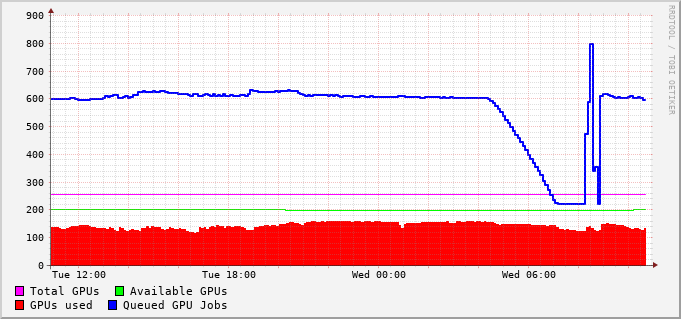 900
800
700
600
500
400
300
200
100
0
Tue 12:00 Tue 18:00 Wed 00:00 Wed 06:00
Total GPUs Available GPUs
GPUs used Queued GPU Jobs
RRDTOOL / TOBI OETIKER